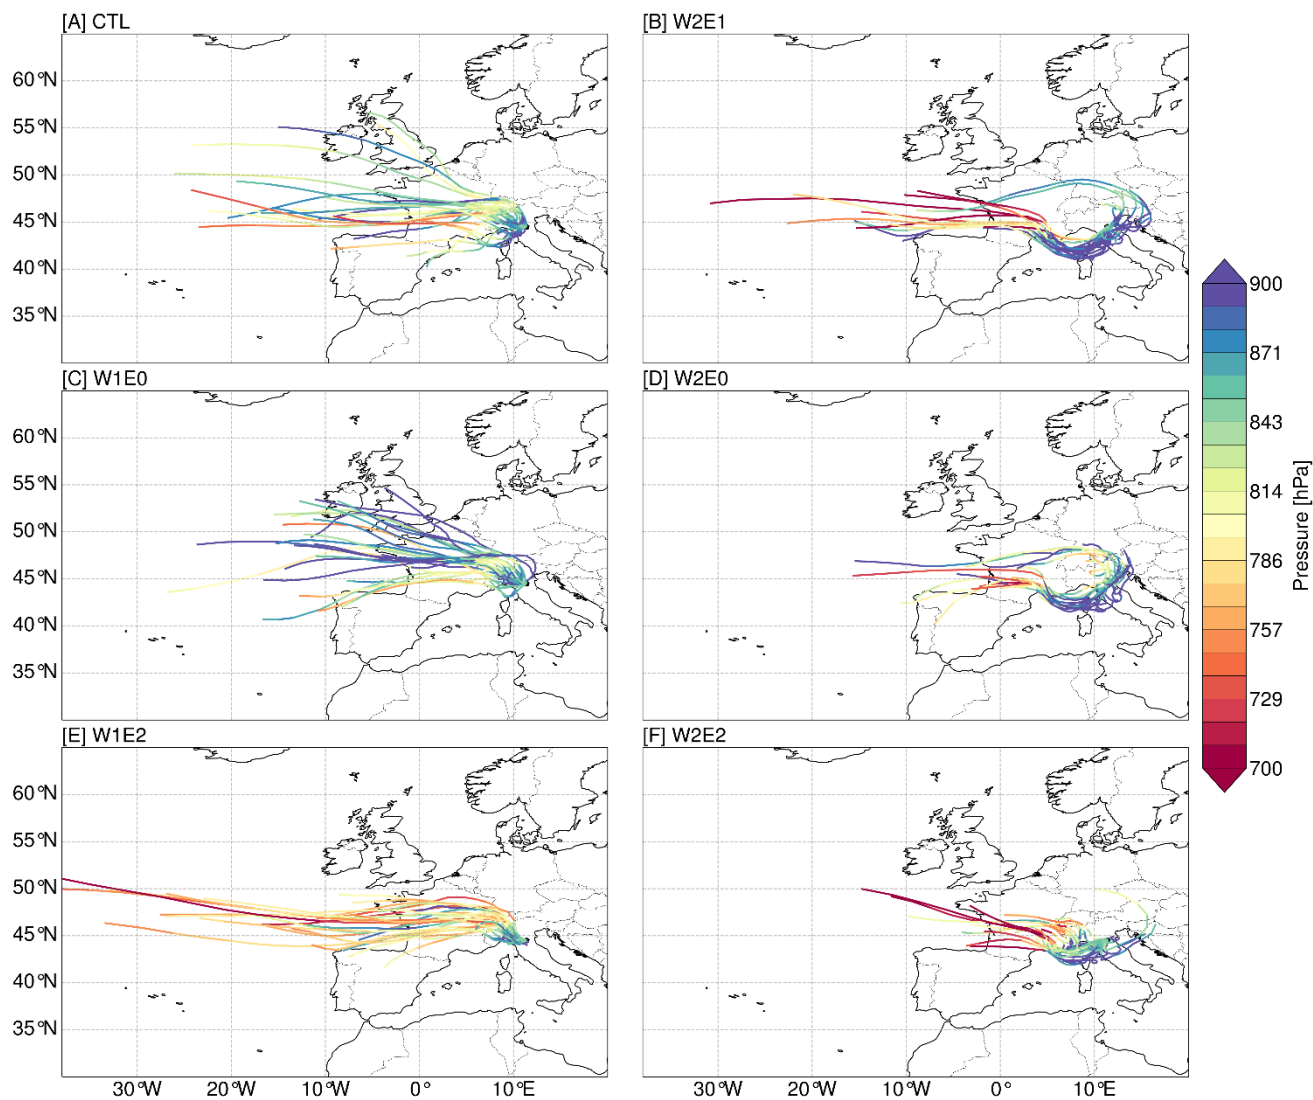 [A] CTL
[B] W2E1
60°N
55°N
50°N
45°N
40°N
35°N
[C] W1E0
[D] W2E0
60°N
55°N
50°N
45°N
40°N
35°N
[E] W1E2
[F] W2E2
60°N
55°N
50°N
45°N
40°N
35°N
30°W 20°W 10°W 0° 10°E
30°W 20°W 10°W 0° 10°E
900
871
843
814
786
757
729
700
Pressure [hPa]